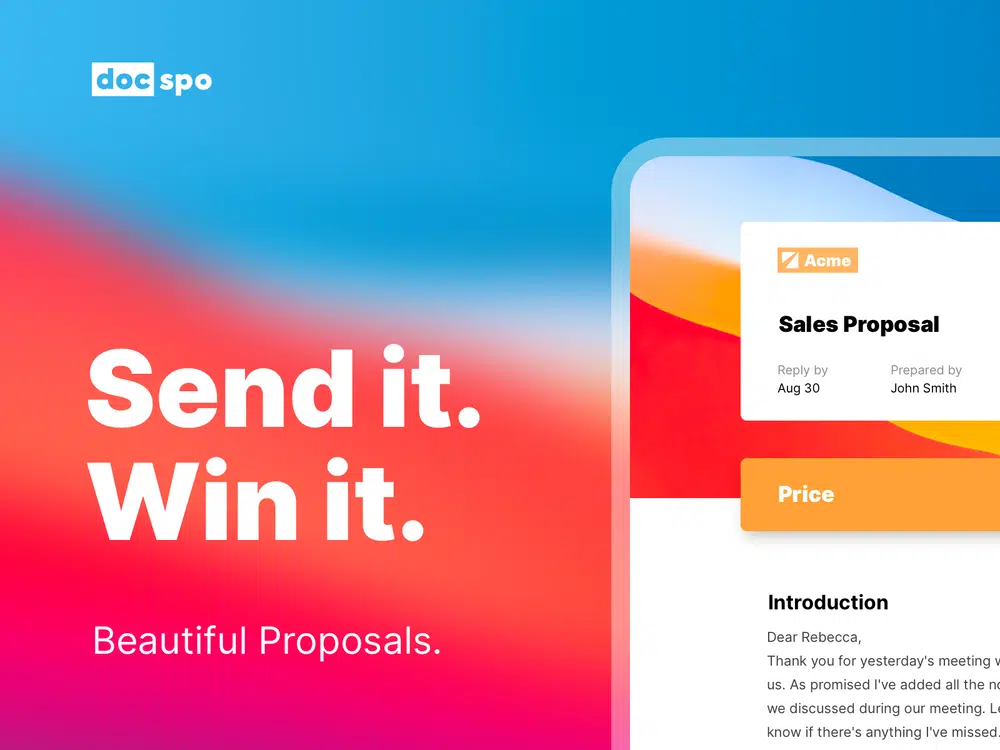 doc spo
Send it.
Win it.
Beautiful Proposals.
Acme
Sales Proposal
Reply by
Aug 30
Prepared by
John Smith
Price
Introduction
Dear Rebecca,
Thank you for yesterday's meeting
us. As promised I've added all the
we discussed during our meeting.
know if there's anything I've missed.